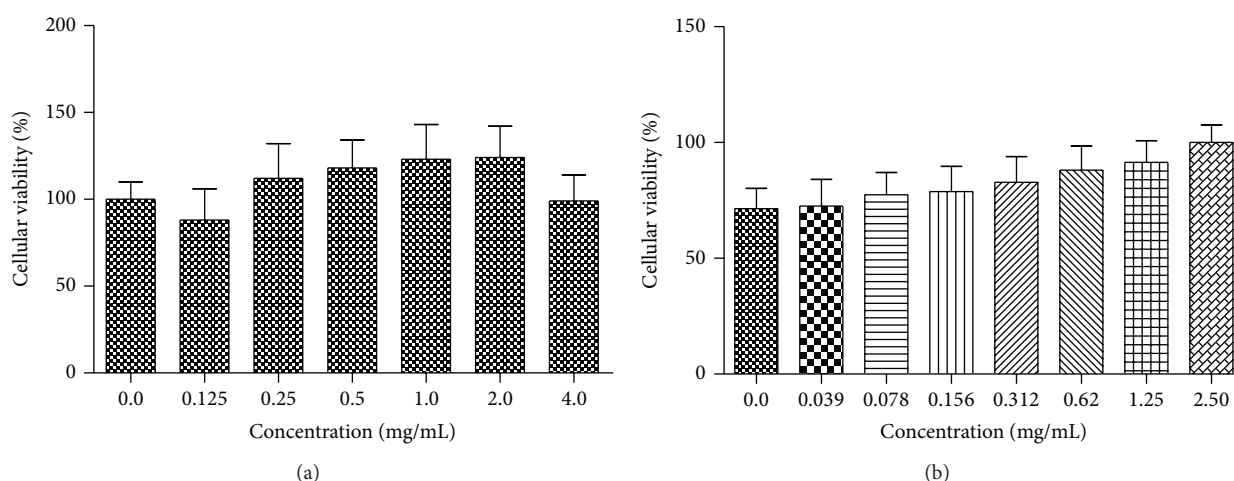 200
150
100
50
0
Cellular viability (%)
0.0 0.125 0.25 0.5 1.0 2.0 4.0
Concentration (mg/mL)
(a)
150
100
50
0
Cellular viability (%)
0.0 0.039 0.078 0.156 0.312 0.62 1.25 2.50
Concentration (mg/mL)
(b)